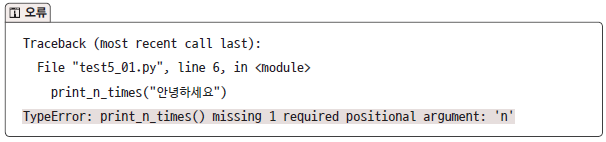 오류
Traceback (most recent call last):
  File "test5_01.py", line 6, in <module>
    print_n_times("안녕하세요")
TypeError: print_n_times() missing 1 required positional argument: 'n'